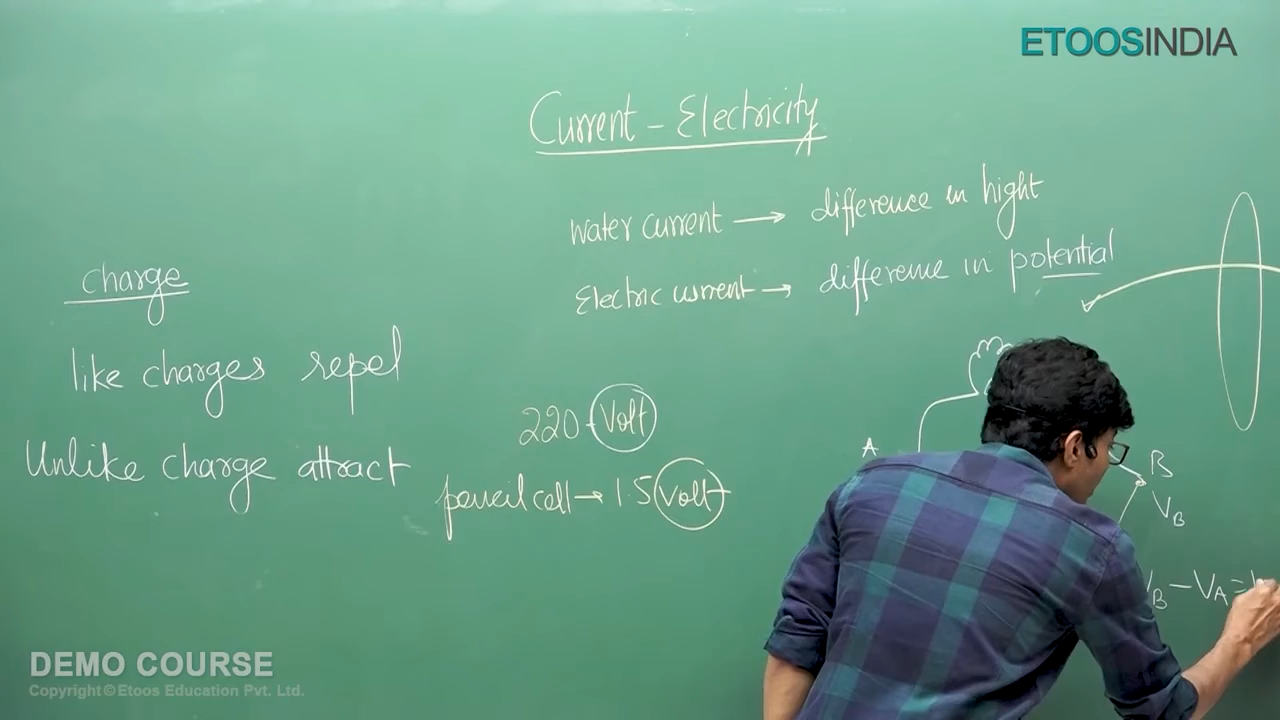 ETOOSINDIA
Current - Electricity
Water current → difference in hight
Electric current → difference in potential
charge
like charges repel
Unlike charge attract
220 Volt
pencil cell → 1.5 Volt
A
B
V_B
V_B - V_A =
DEMO COURSE
Copyright © Etoos Education Pvt. Ltd.